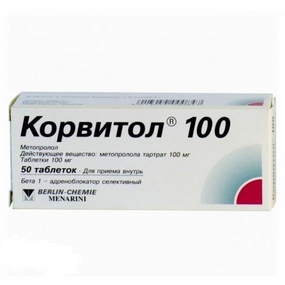 Корвитол® 100
Метопролол
Действующее вещество: метопролола тартрат 100 мг
Таблетки 100 мг
50 таблеток - Для приема внутрь
Бета 1 - адреноблокатор селективный
BERLIN-CHEMIE
MENARINI